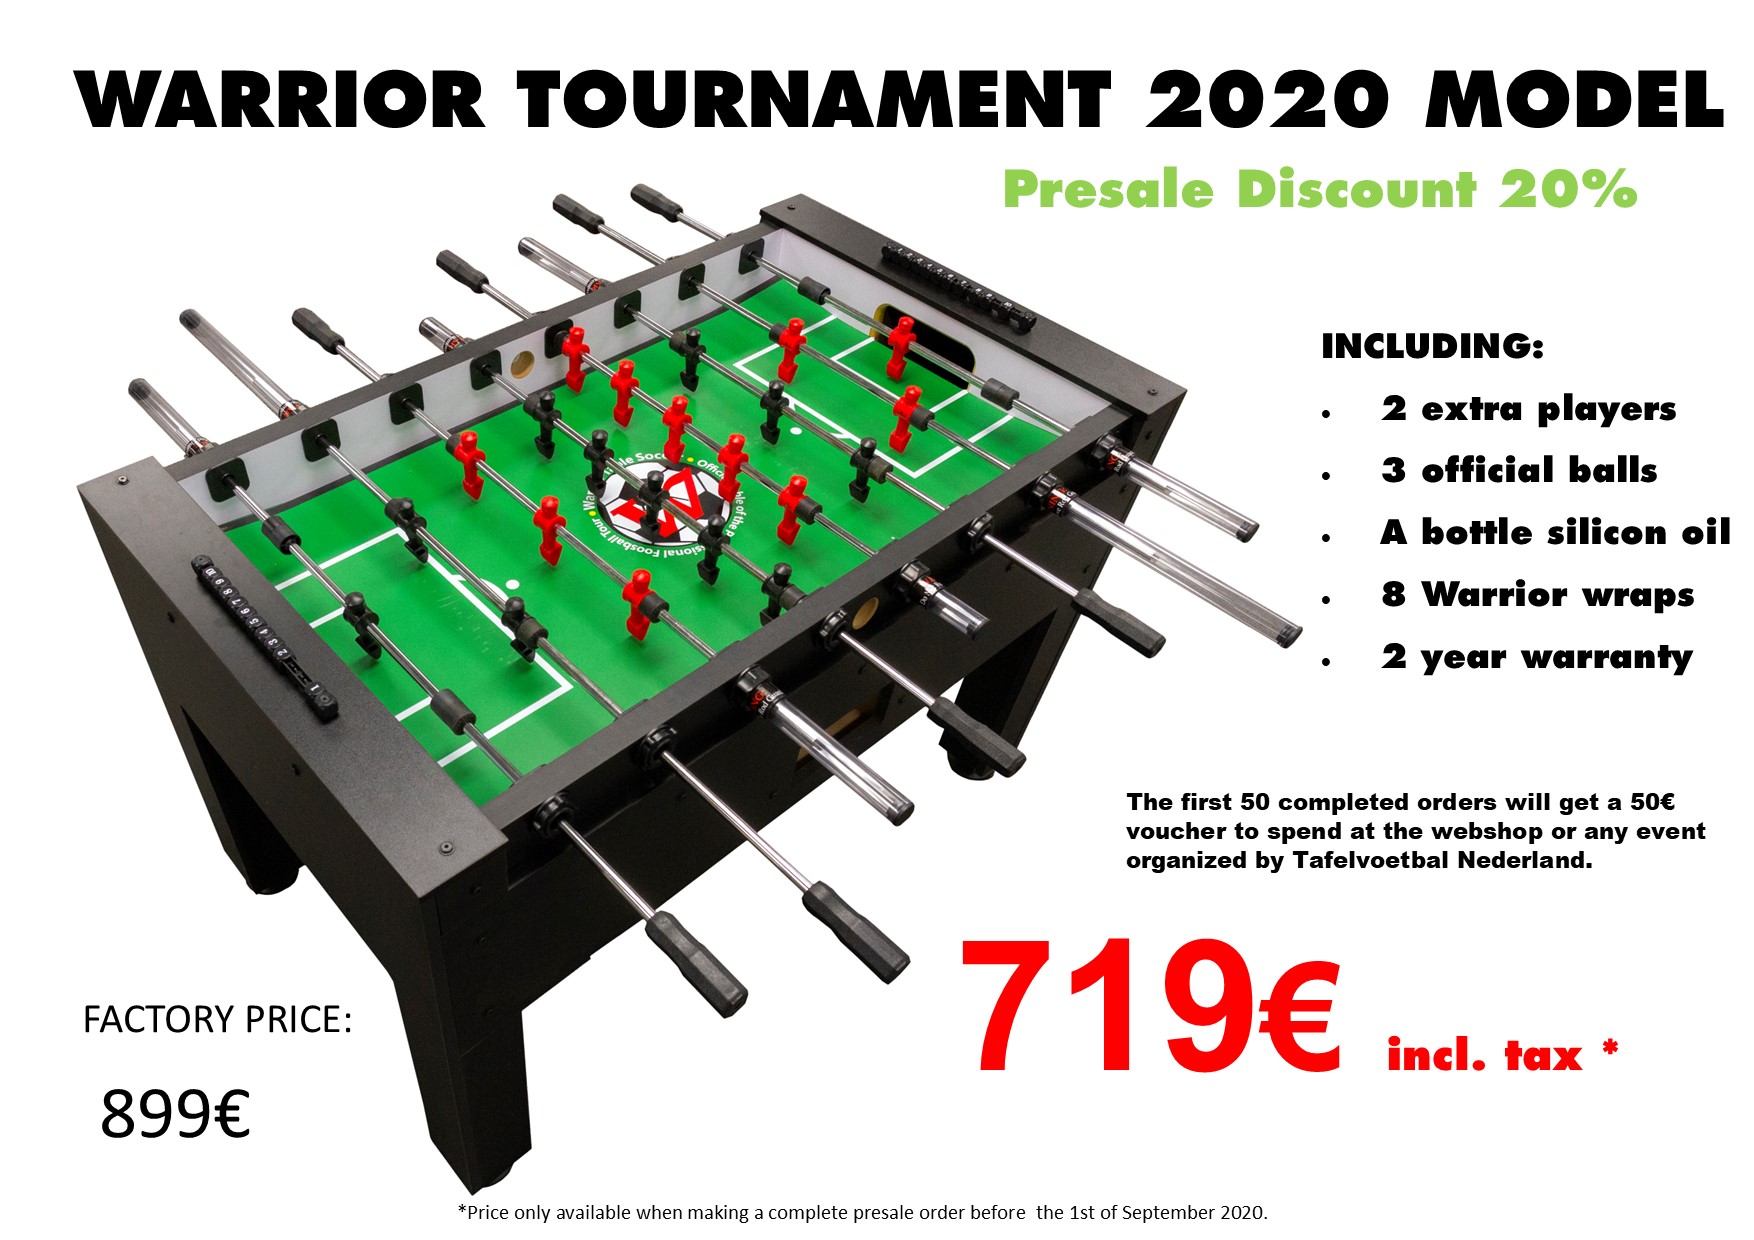 WARRIOR TOURNAMENT 2020 MODEL
Presale Discount 20%
INCLUDING:
• 2 extra players
• 3 official balls
• A bottle silicon oil
• 8 Warrior wraps
• 2 year warranty
The first 50 completed orders will get a 50€
voucher to spend at the webshop or any event
organized by Tafelvoetbal Nederland.
719€ incl. tax *
FACTORY PRICE:
899€
*Price only available when making a complete presale order before the 1st of September 2020.